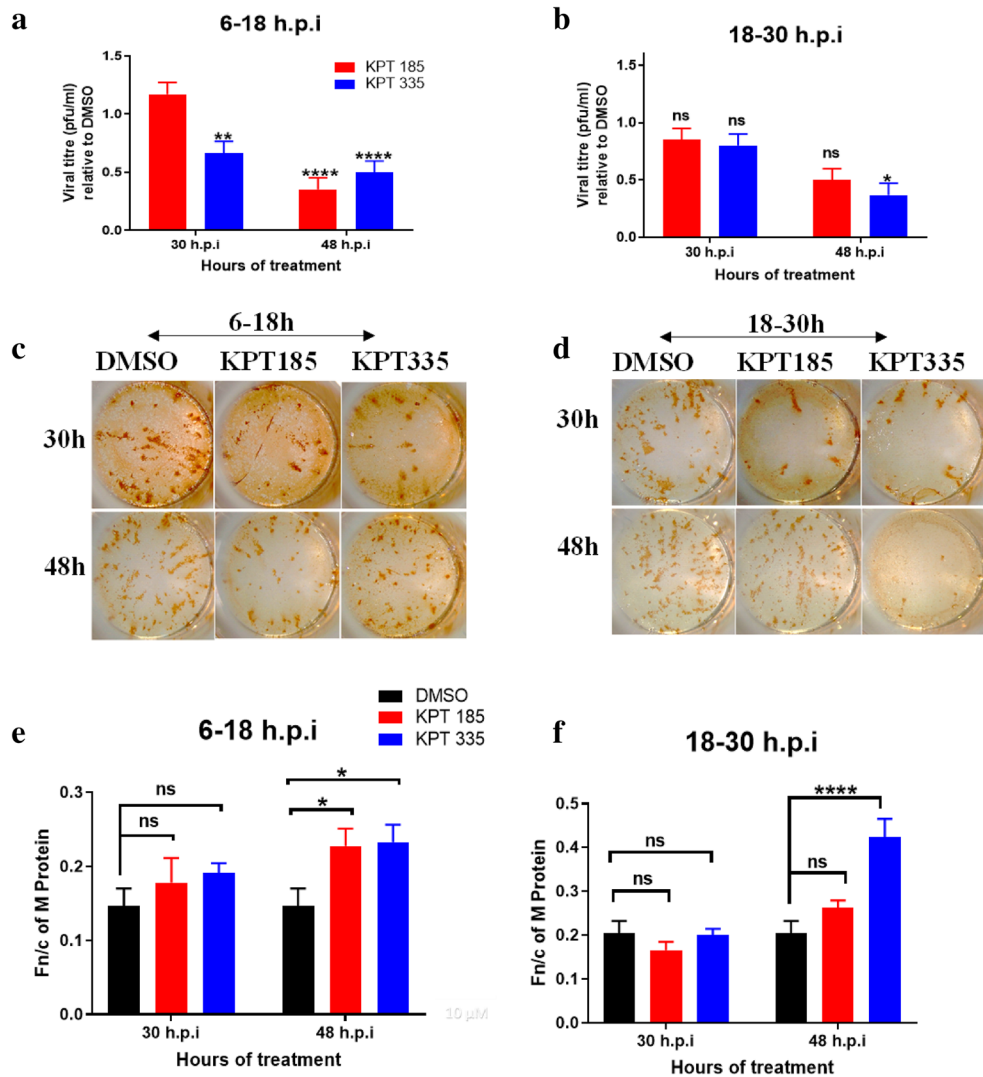 a
6-18 h.p.i
Viral titre (pfu/ml)
relative to DMSO
1.5
1.0
0.5
0.0
KPT 185
KPT 335
**
****
****
30 h.p.i
48 h.p.i
Hours of treatment
b
18-30 h.p.i
Viral titre (pfu/ml)
relative to DMSO
1.5
1.0
0.5
0.0
ns
ns
ns
*
30 h.p.i
48 h.p.i
Hours of treatment
c
6-18h
DMSO
KPT185
KPT335
30h
48h
d
18-30h
DMSO
KPT185
KPT335
30h
48h
DMSO
KPT 185
KPT 335
e
6-18 h.p.i
Fn/c of M Protein
0.3
0.2
0.1
0.0
ns
ns
*
*
30 h.p.i
48 h.p.i
Hours of treatment
10 µM
f
18-30 h.p.i
Fn/c of M Protein
0.5
0.4
0.3
0.2
0.1
0.0
ns
ns
****
ns
30 h.p.i
48 h.p.i
Hours of treatment